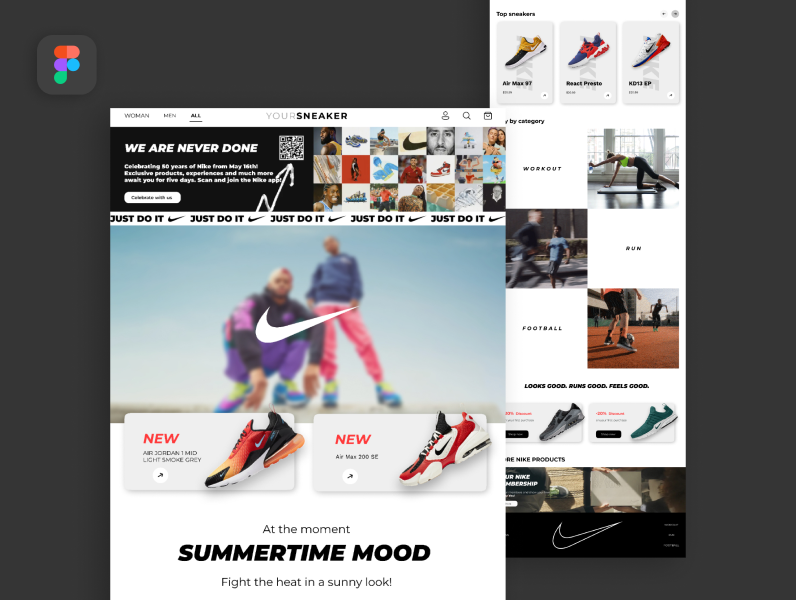 WOMAN MEN ALL
YOURSNEAKER
WE ARE NEVER DONE
Celebrating 50 years of Nike from May 16th!
Exclusive products, experiences and much more
await you for five days. Scan and join the Nike app!
Celebrate with us
JUST DO IT JUST DO IT JUST DO IT JUST DO IT JUST DO IT
NEW
AIR JORDAN 1 MID
LIGHT SMOKE GREY
NEW
Air Max 200 SE
At the moment
SUMMERTIME MOOD
Fight the heat in a sunny look!
Top sneakers
Air Max 97
React Presto
KD13 EP
y by category
WORKOUT
RUN
FOOTBALL
LOOKS GOOD. RUNS GOOD. FEELS GOOD.
Discount
-20% Discount
RE NIKE PRODUCTS
UR NIKE
MBERSHIP